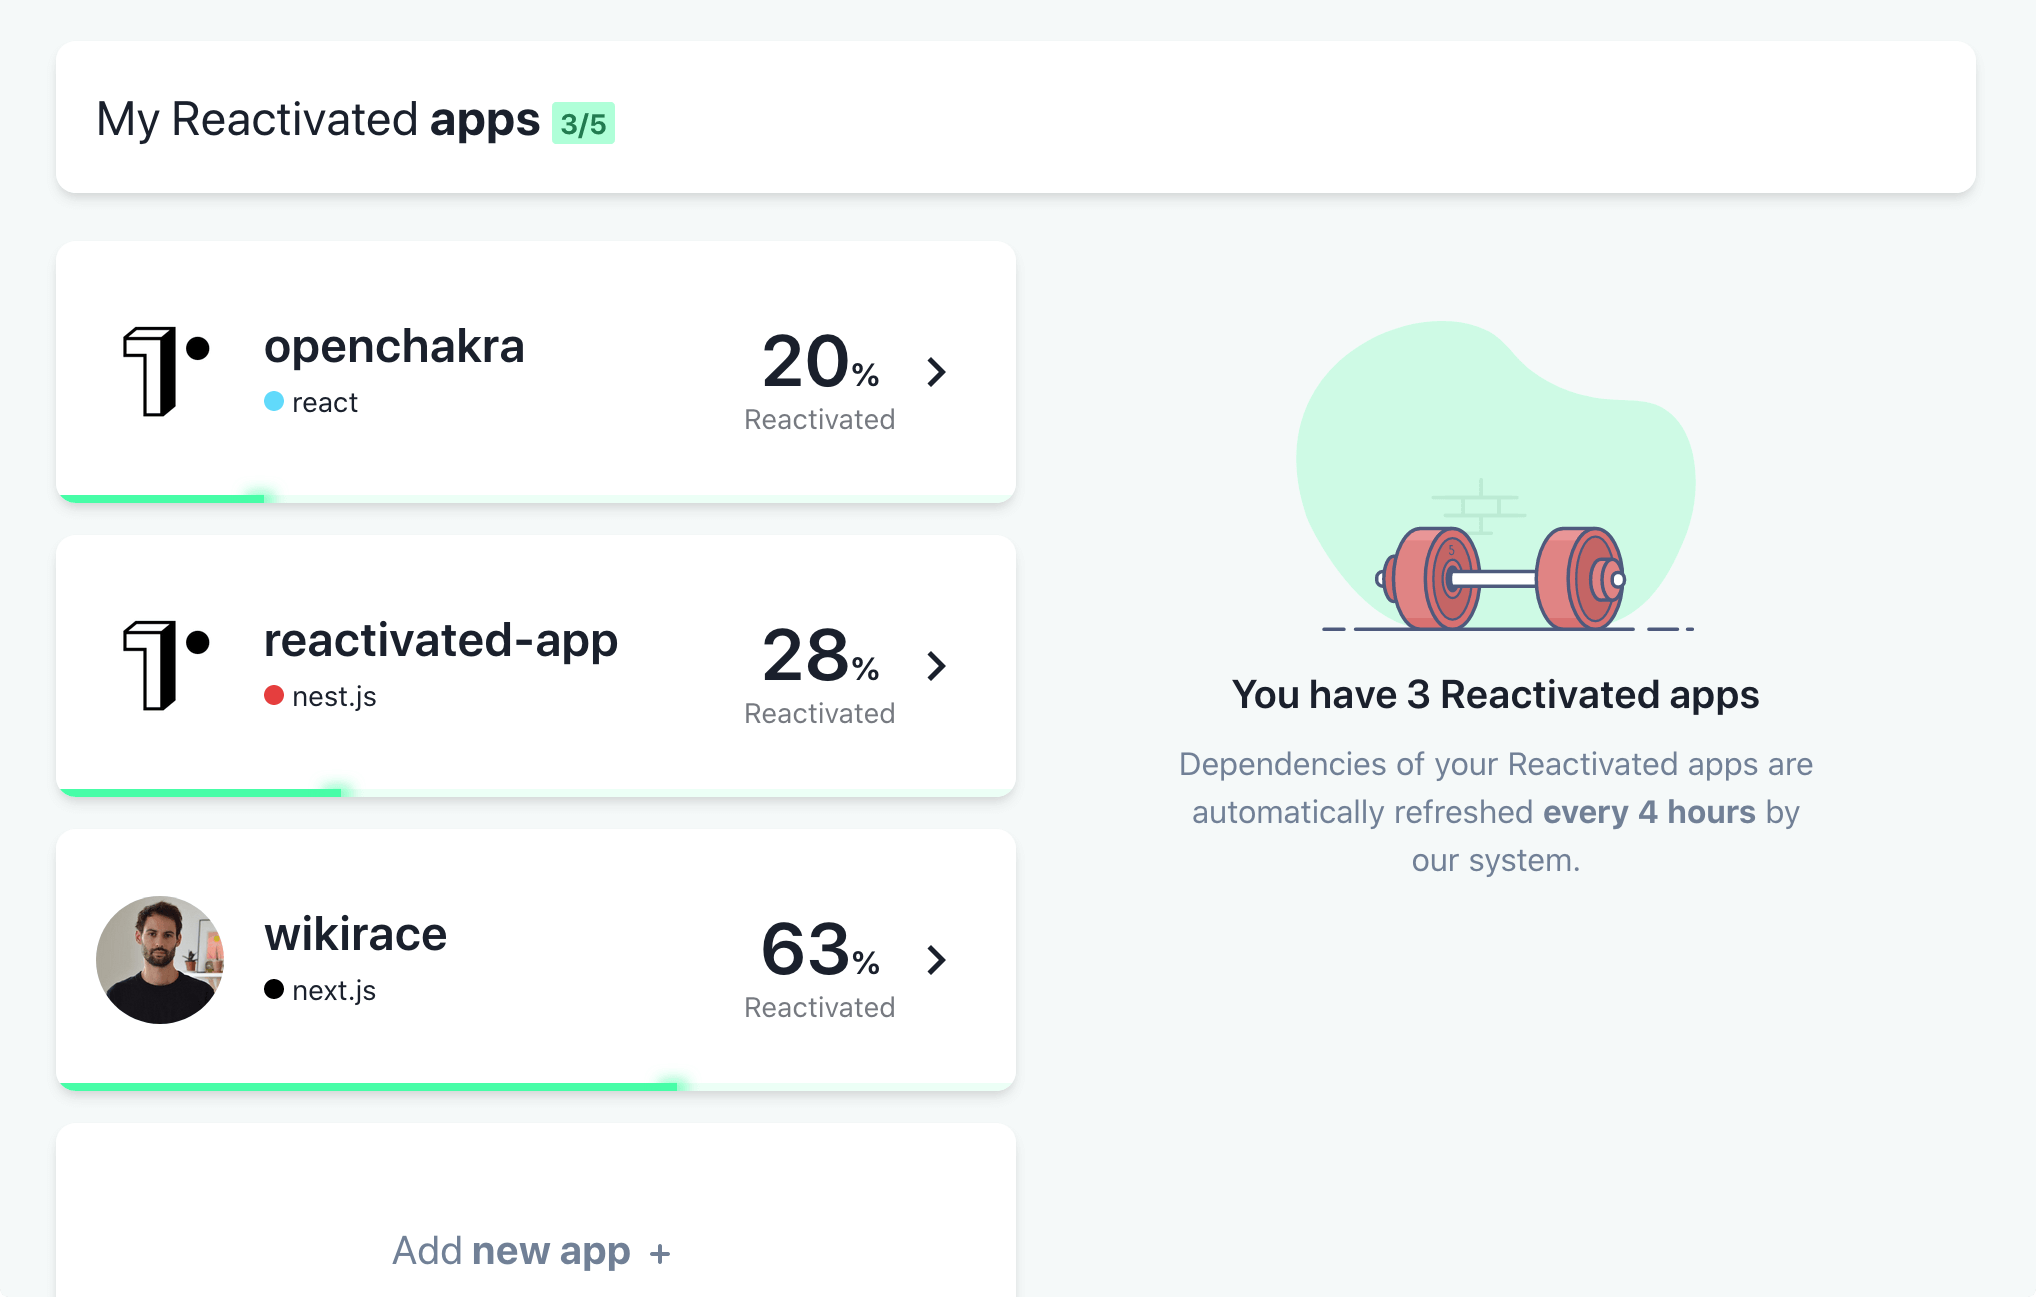 My Reactivated apps 3/5
openchakra
react
20%
Reactivated
reactivated-app
nest.js
28%
Reactivated
wikirace
next.js
63%
Reactivated
Add new app +
5
You have 3 Reactivated apps
Dependencies of your Reactivated apps are
automatically refreshed every 4 hours by
our system.